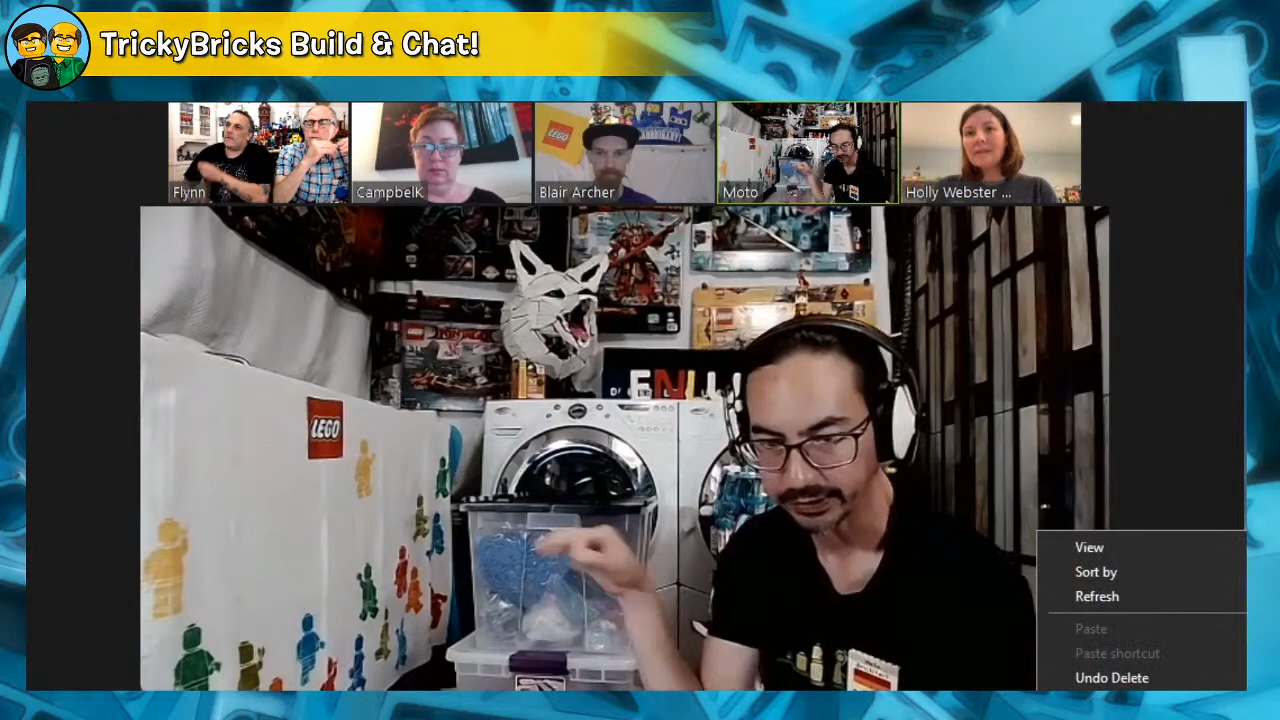 TrickyBricks Build & Chat!
Flynn
CampbelK
Blair Archer
Moto
Holly Webster ...
LEGO
LEGO
LEGO
View
Sort by
Refresh
Paste
Paste shortcut
Undo Delete